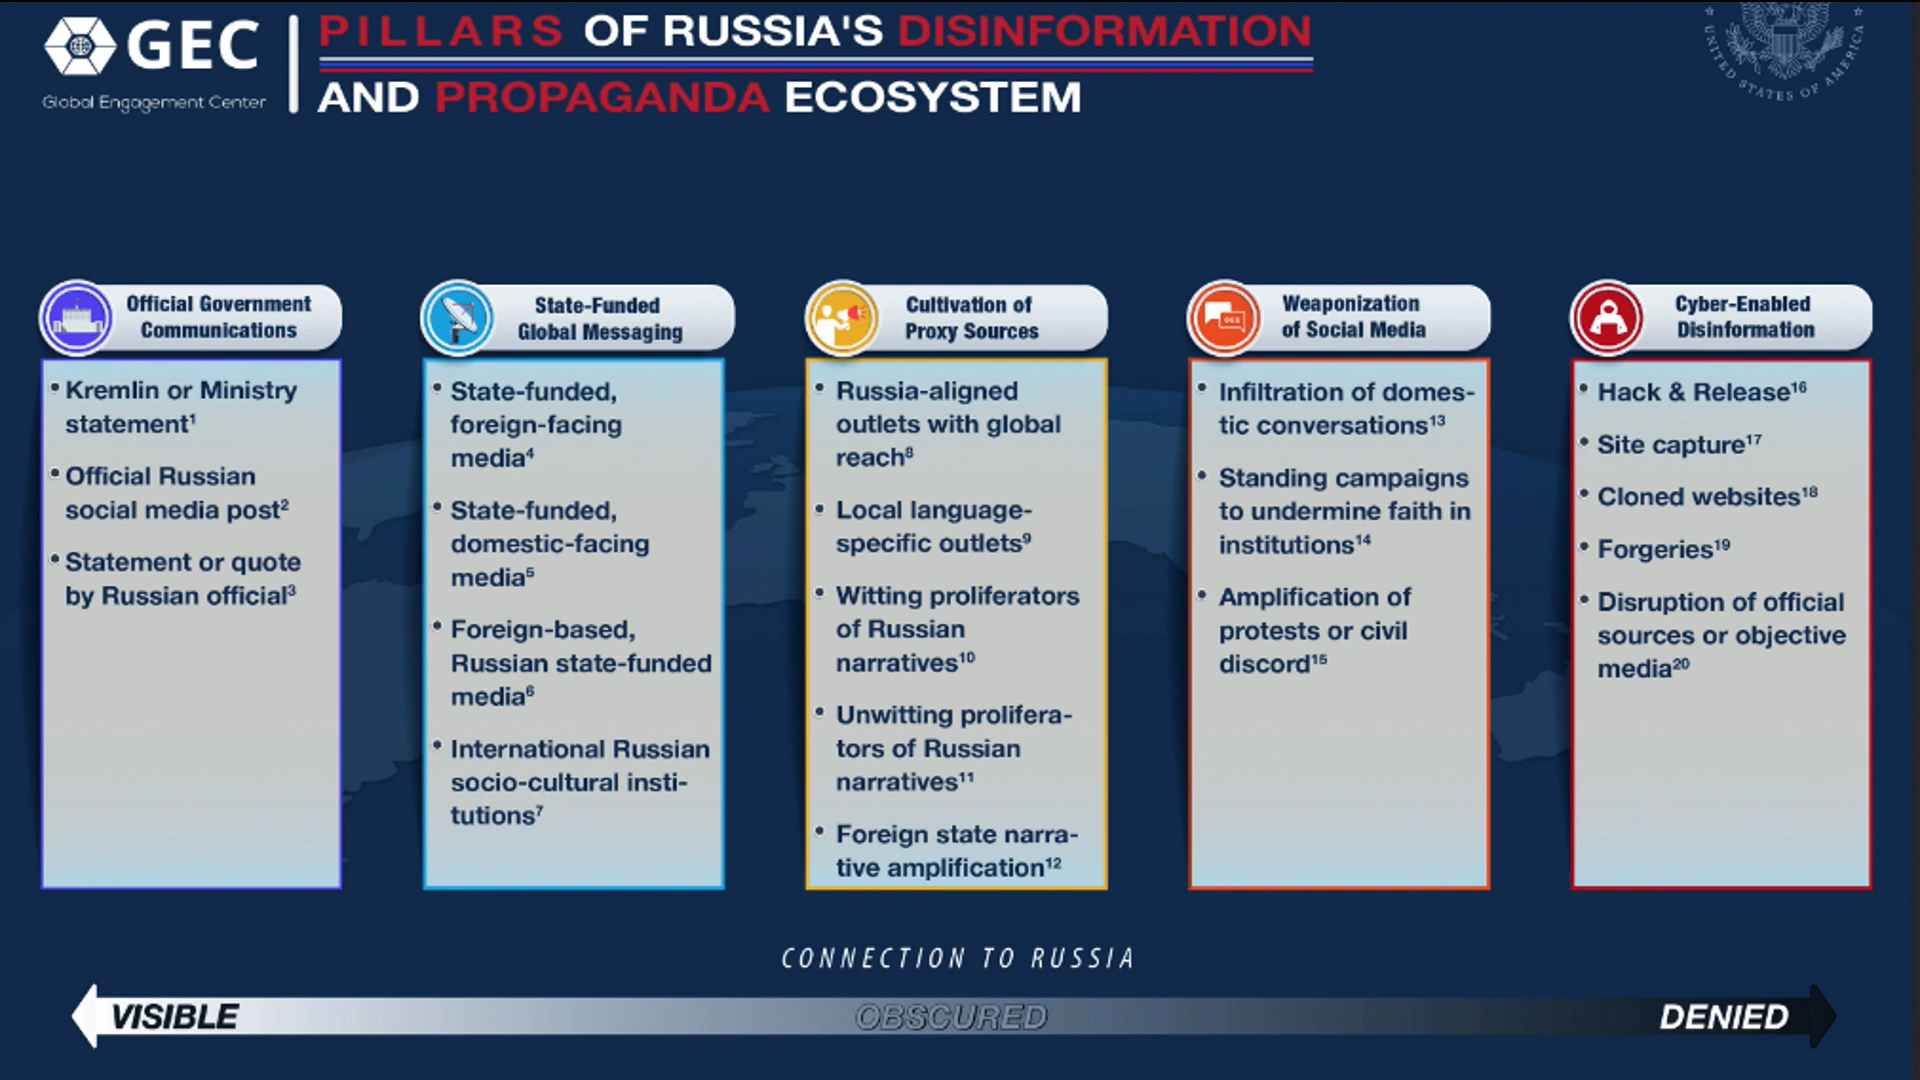 GEC
Global Engagement Center
PILLARS OF RUSSIA'S DISINFORMATION
AND PROPAGANDA ECOSYSTEM
UNITED STATES OF AMERICA
Official Government
Communications
• Kremlin or Ministry
statement¹
• Official Russian
social media post²
• Statement or quote
by Russian official³
State-Funded
Global Messaging
• State-funded,
foreign-facing
media⁴
• State-funded,
domestic-facing
media⁵
• Foreign-based,
Russian state-funded
media⁶
• International Russian
socio-cultural insti-
tutions⁷
Cultivation of
Proxy Sources
• Russia-aligned
outlets with global
reach⁸
• Local language-
specific outlets⁹
• Witting proliferators
of Russian
narratives¹⁰
• Unwitting prolifera-
tors of Russian
narratives¹¹
• Foreign state narra-
tive amplification¹²
Weaponization
of Social Media
• Infiltration of domes-
tic conversations¹³
• Standing campaigns
to undermine faith in
institutions¹⁴
• Amplification of
protests or civil
discord¹⁵
Cyber-Enabled
Disinformation
• Hack & Release¹⁶
• Site capture¹⁷
• Cloned websites¹⁸
• Forgeries¹⁹
• Disruption of official
sources or objective
media²⁰
CONNECTION TO RUSSIA
VISIBLE
OBSCURED
DENIED